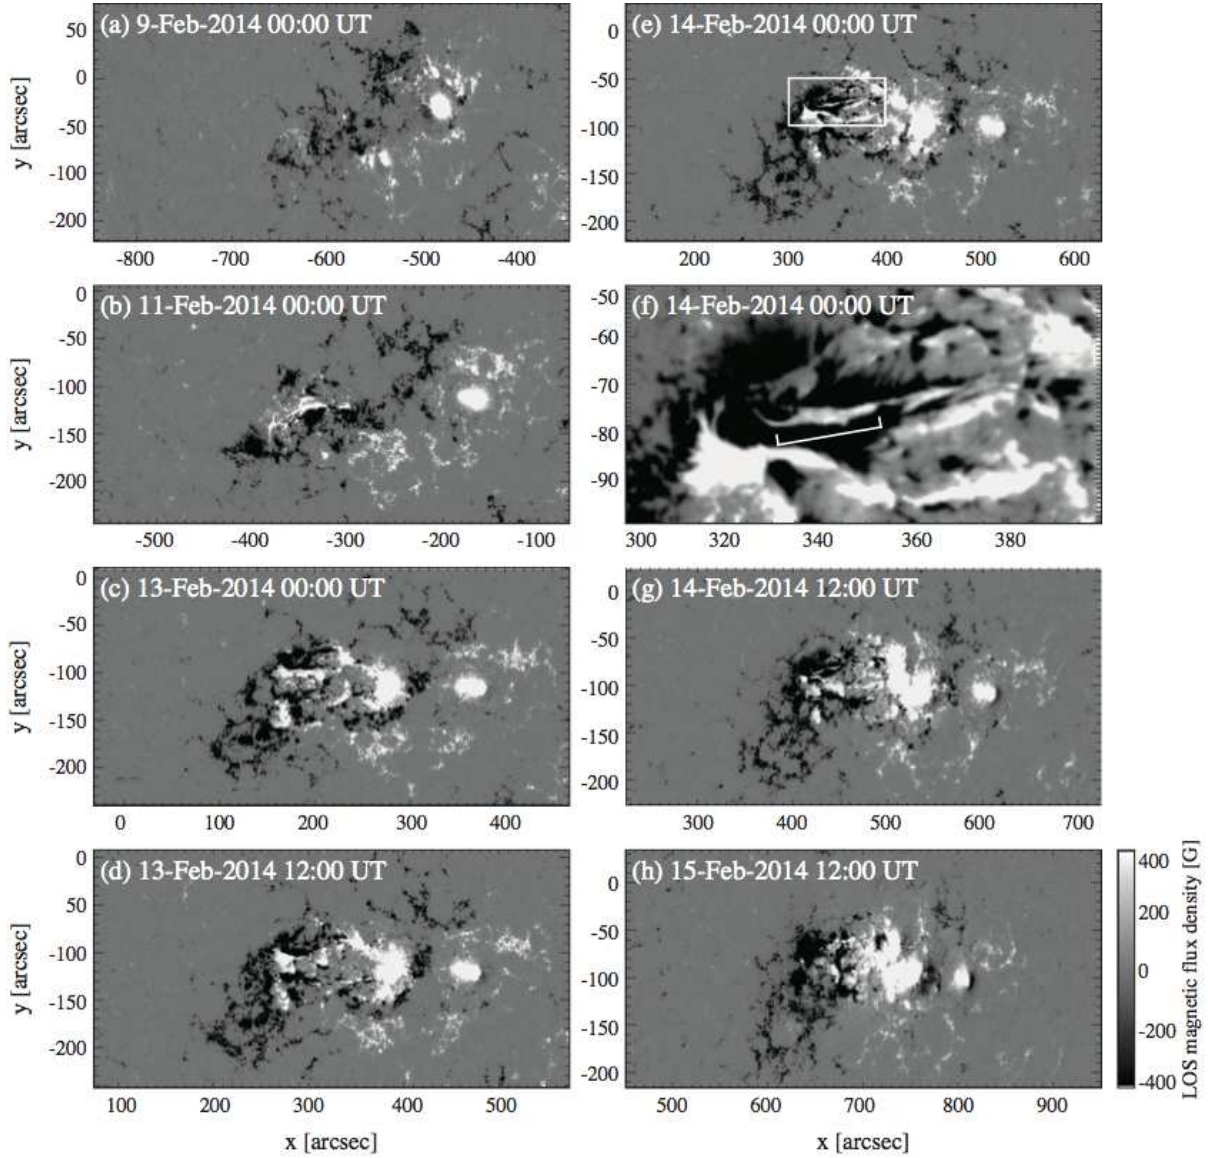 (a) 9-Feb-2014 00:00 UT
50
0
-50
-100
-150
-200
y [arcsec]
-800 -700 -600 -500 -400
(b) 11-Feb-2014 00:00 UT
0
-50
-100
-150
-200
y [arcsec]
-500 -400 -300 -200 -100
(c) 13-Feb-2014 00:00 UT
0
-50
-100
-150
-200
y [arcsec]
0 100 200 300 400
(d) 13-Feb-2014 12:00 UT
0
50
-100
-150
-200
y [arcsec]
100 200 300 400 500
x [arcsec]
(e) 14-Feb-2014 00:00 UT
0
-50
-100
-150
-200
200 300 400 500 600
(f) 14-Feb-2014 00:00 UT
-50
-60
-70
-80
-90
300 320 340 360 380
(g) 14-Feb-2014 12:00 UT
0
-50
-100
-150
-200
300 400 500 600 700
(h) 15-Feb-2014 12:00 UT
0
-50
-100
-150
-200
500 600 700 800 900
x [arcsec]
400
200
0
-200
-400
LOS magnetic flux density [G]